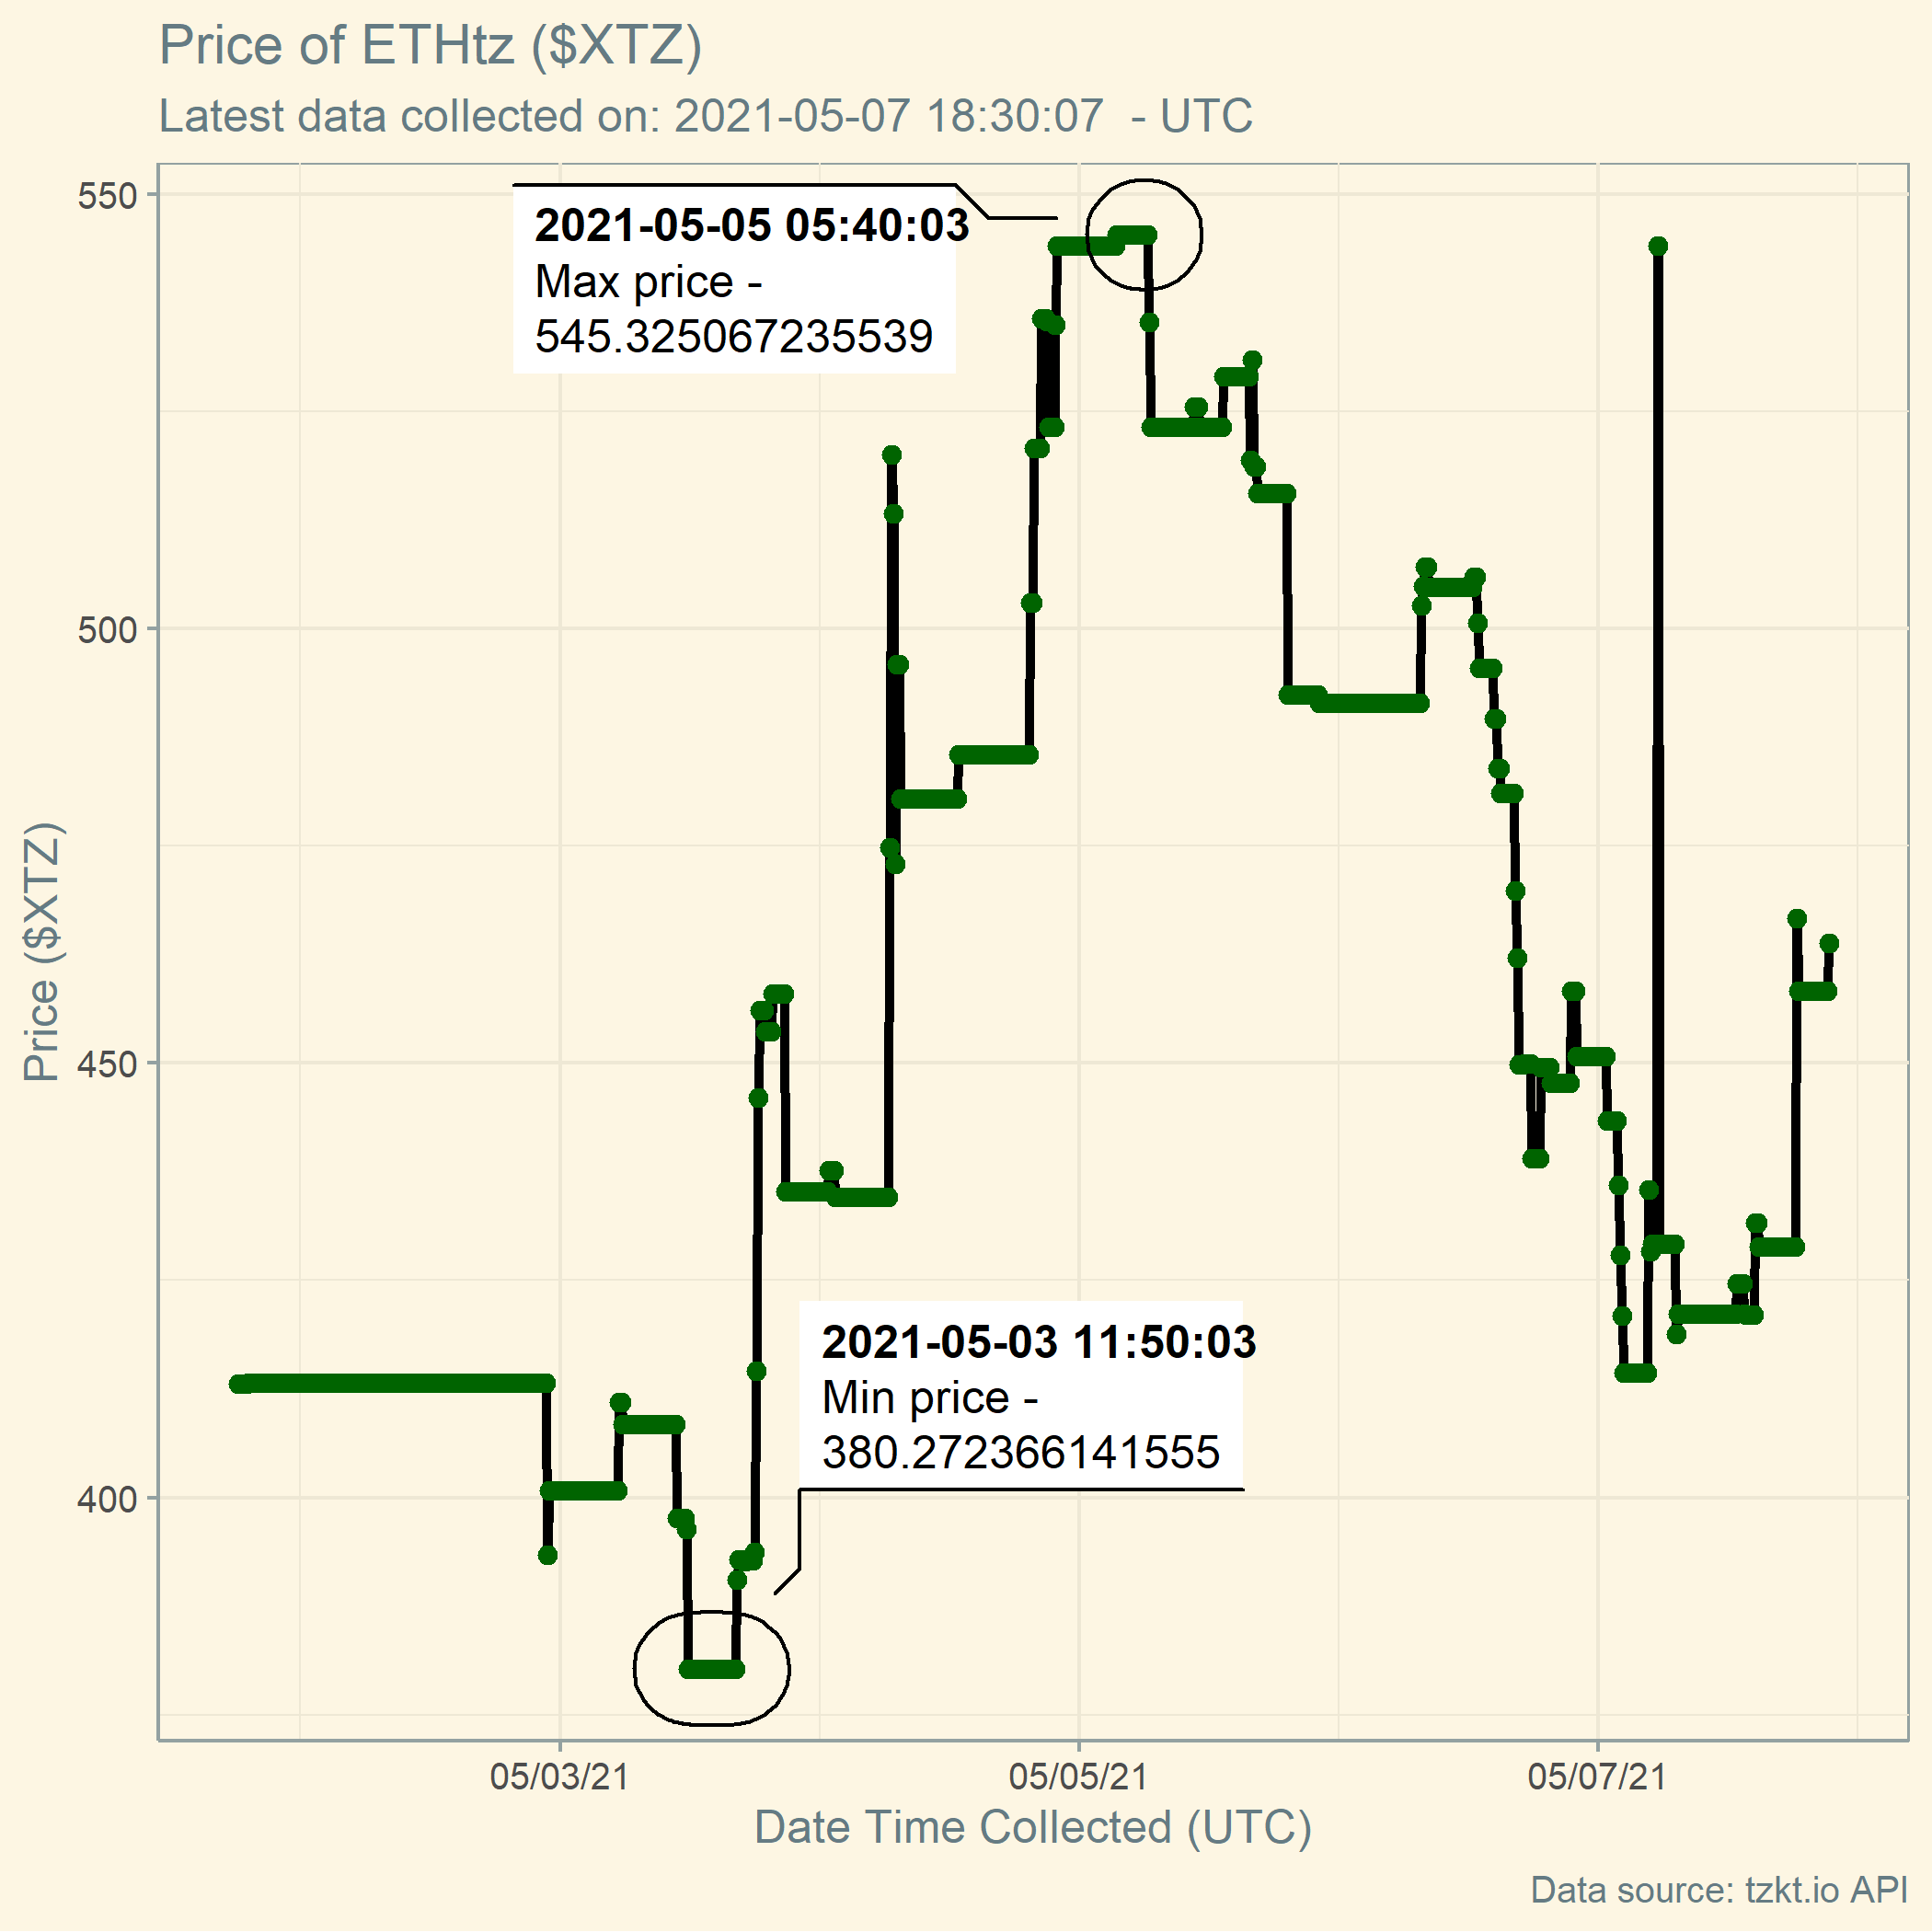 Price of ETHtz ($XTZ)
Latest data collected on: 2021-05-07 18:30:07  - UTC
550
2021-05-05 05:40:03
Max price -
545.325067235539
500
Price ($XTZ)
450
2021-05-03 11:50:03
Min price -
380.272366141555
400
05/03/21 05/05/21 05/07/21
Date Time Collected (UTC)
Data source: tzkt.io API